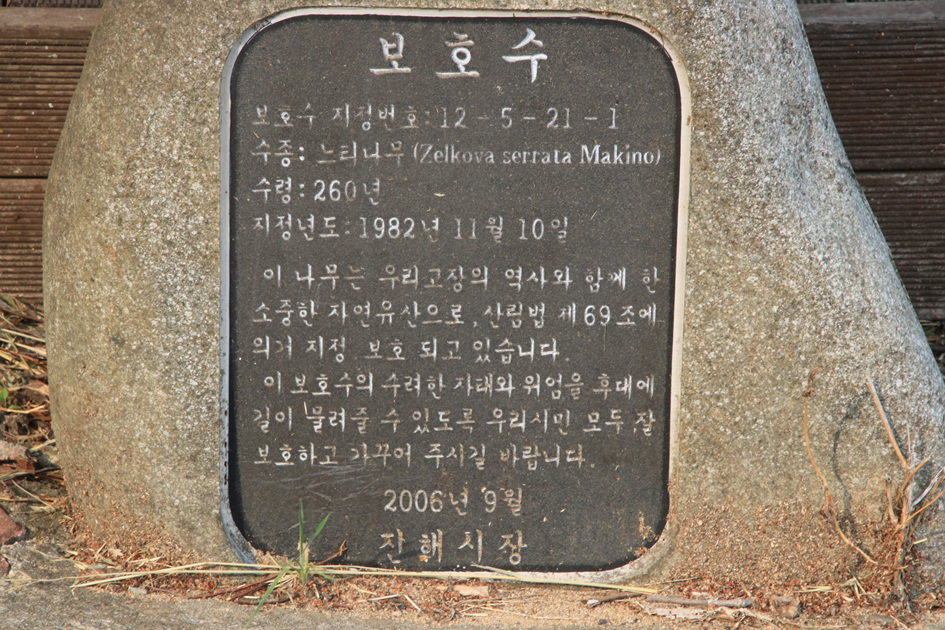 보호수
보호수 지정번호: 12 - 5 - 21 - 1
수종: 느티나무 (Zelkova serrata Makino)
수령: 260년
지정년도: 1982년 11월 10일
이 나무는 우리고장의 역사와 함께 한
소중한 자연유산으로, 산림법 제 69 조에
의거 지정 보호 되고 있습니다.
이 보호수의 수려한 자태와 위엄을 후대에
길이 물려줄 수 있도록 우리시민 모두 잘
보호하고 가꾸어 주시길 바랍니다.
2006년 9월
진해시장